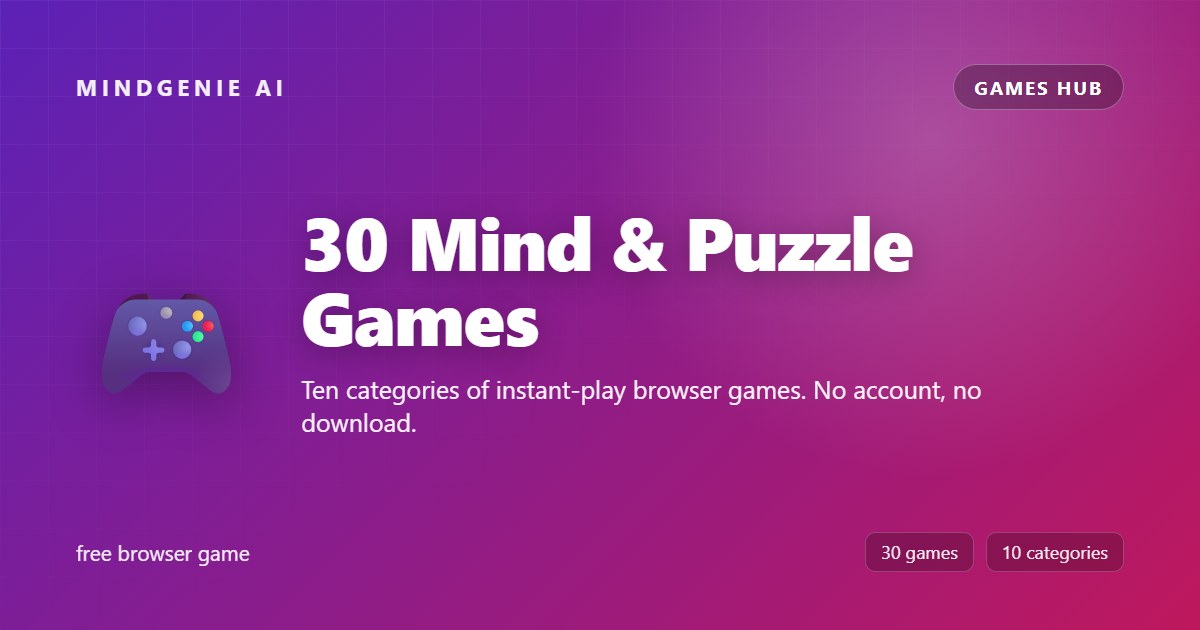 MINDGENIE AI
GAMES HUB
30 Mind & Puzzle
Games
Ten categories of instant-play browser games. No account, no
download.
free browser game
30 games
10 categories